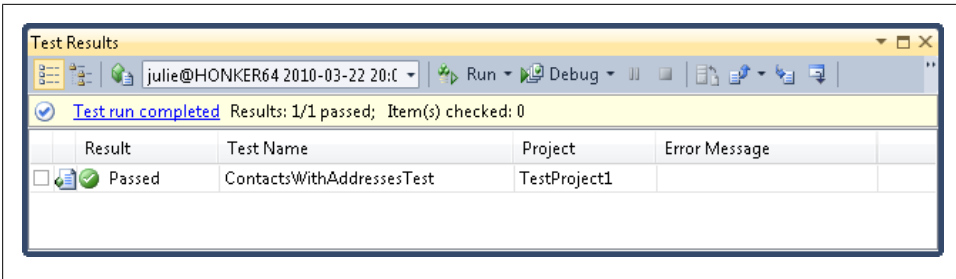 Test Results
julie@HONKER64 2010-03-22 20:( Run Debug
Test run completed Results: 1/1 passed; Item(s) checked: 0
Result Test Name Project Error Message
Passed ContactsWithAddressesTest TestProject1